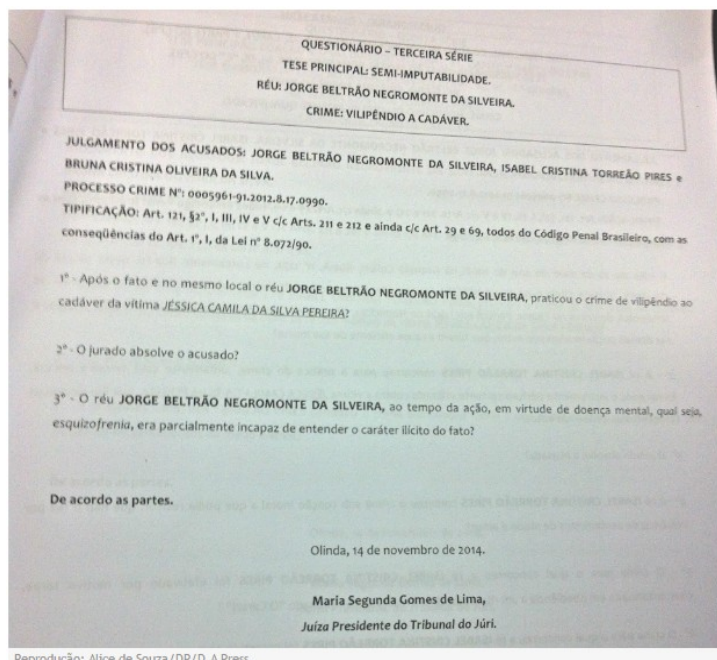 QUESTIONÁRIO – TERCEIRA SÉRIE
TESE PRINCIPAL: SEMI-IMPUTABILIDADE.
RÉU: JORGE BELTRÃO NEGROMONTE DA SILVEIRA.
CRIME: VILIPÊNDIO A CADÁVER.
JULGAMENTO DOS ACUSADOS: JORGE BELTRÃO NEGROMONTE DA SILVEIRA, ISABEL CRISTINA TORREÃO PIRES e
BRUNA CRISTINA OLIVEIRA DA SILVA.
PROCESSO CRIME Nº: 0005961-91.2012.8.17.0990.
TIPIFICAÇÃO: Art. 121, §2º, I, III, IV e V c/c Arts. 211 e 212 e ainda c/c Art. 29 e 69, todos do Código Penal Brasileiro, com as
conseqüências do Art. 1º, I, da Lei nº 8.072/90.
1º - Após o fato e no mesmo local o réu JORGE BELTRÃO NEGROMONTE DA SILVEIRA, praticou o crime de vilipêndio ao
cadáver da vítima JÉSSICA CAMILA DA SILVA PEREIRA?
2º - O jurado absolve o acusado?
3º - O réu JORGE BELTRÃO NEGROMONTE DA SILVEIRA, ao tempo da ação, em virtude de doença mental, qual seja,
esquizofrenia, era parcialmente incapaz de entender o caráter ilícito do fato?
De acordo as partes.
Olinda, 14 de novembro de 2014.
Maria Segunda Gomes de Lima,
Juíza Presidente do Tribunal do Júri.
Reprodução: Alice de Souza/DP/D. A Press